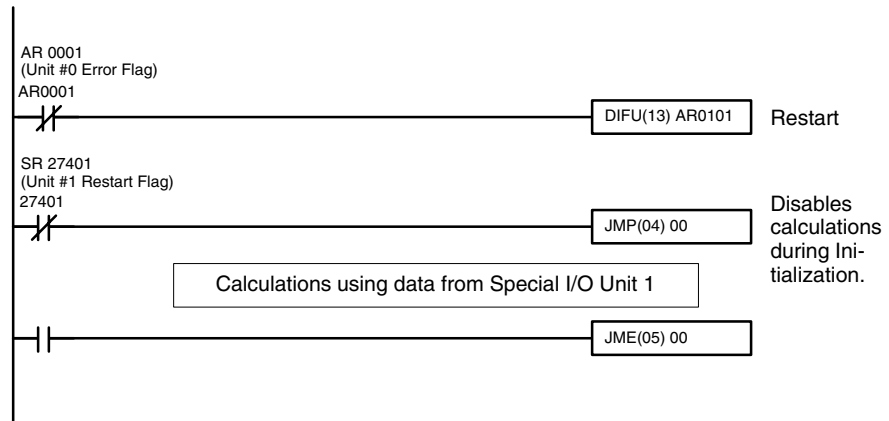 AR 0001
(Unit #0 Error Flag)
AR0001
DIFU(13) AR0101
Restart
SR 27401
(Unit #1 Restart Flag)
27401
JMP(04) 00
Disables
calculations
during Ini-
tialization.
Calculations using data from Special I/O Unit 1
JME(05) 00